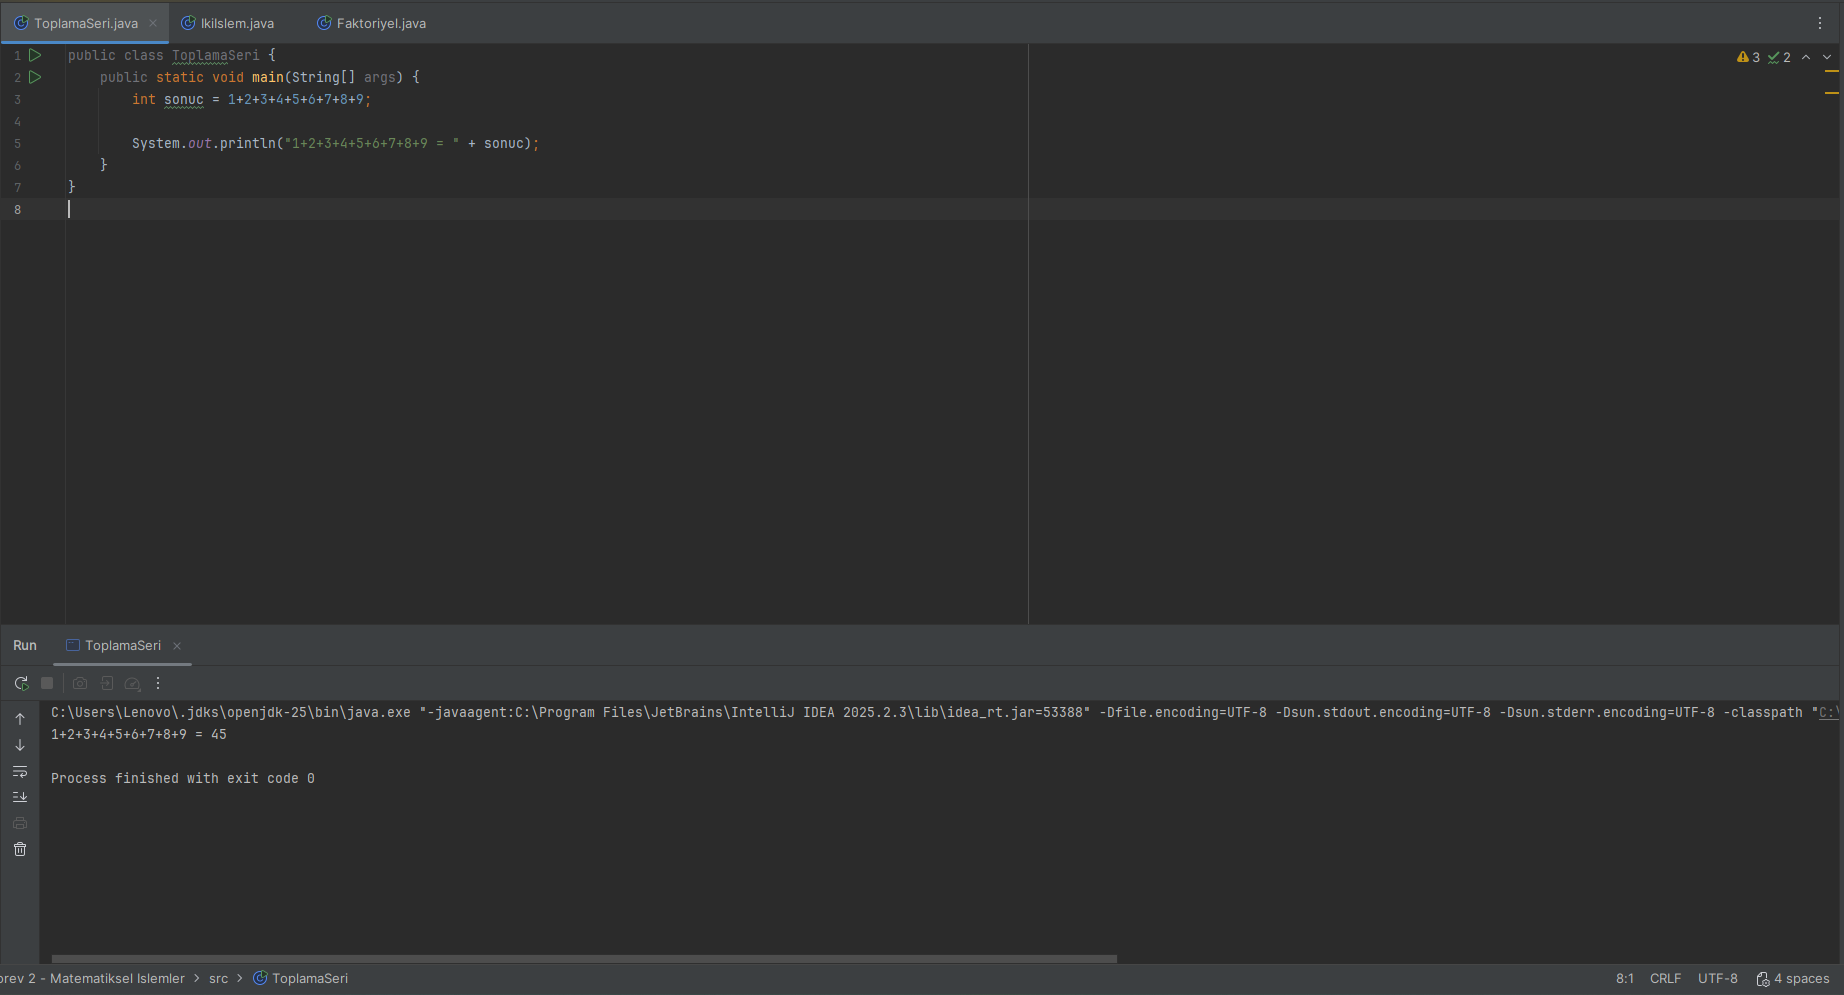 ToplamaSeri.java
IkiIslem.java
Faktoriyel.java
1 public class ToplamaSeri {
2 public static void main(String[] args) {
3 int sonuc = 1+2+3+4+5+6+7+8+9;
4
5 System.out.println("1+2+3+4+5+6+7+8+9 = " + sonuc);
6 }
7 }
8
3 2
Run ToplamaSeri
C:\Users\Lenovo\.jdks\openjdk-25\bin\java.exe "-javaagent:C:\Program Files\JetBrains\IntelliJ IDEA 2025.2.3\lib\idea_rt.jar=53388" -Dfile.encoding=UTF-8 -Dsun.stdout.encoding=UTF-8 -Dsun.stderr.encoding=UTF-8 -classpath "C:\
1+2+3+4+5+6+7+8+9 = 45
Process finished with exit code 0
rev 2 - Matematiksel Islemler > src > ToplamaSeri
8:1 CRLF UTF-8 4 spaces